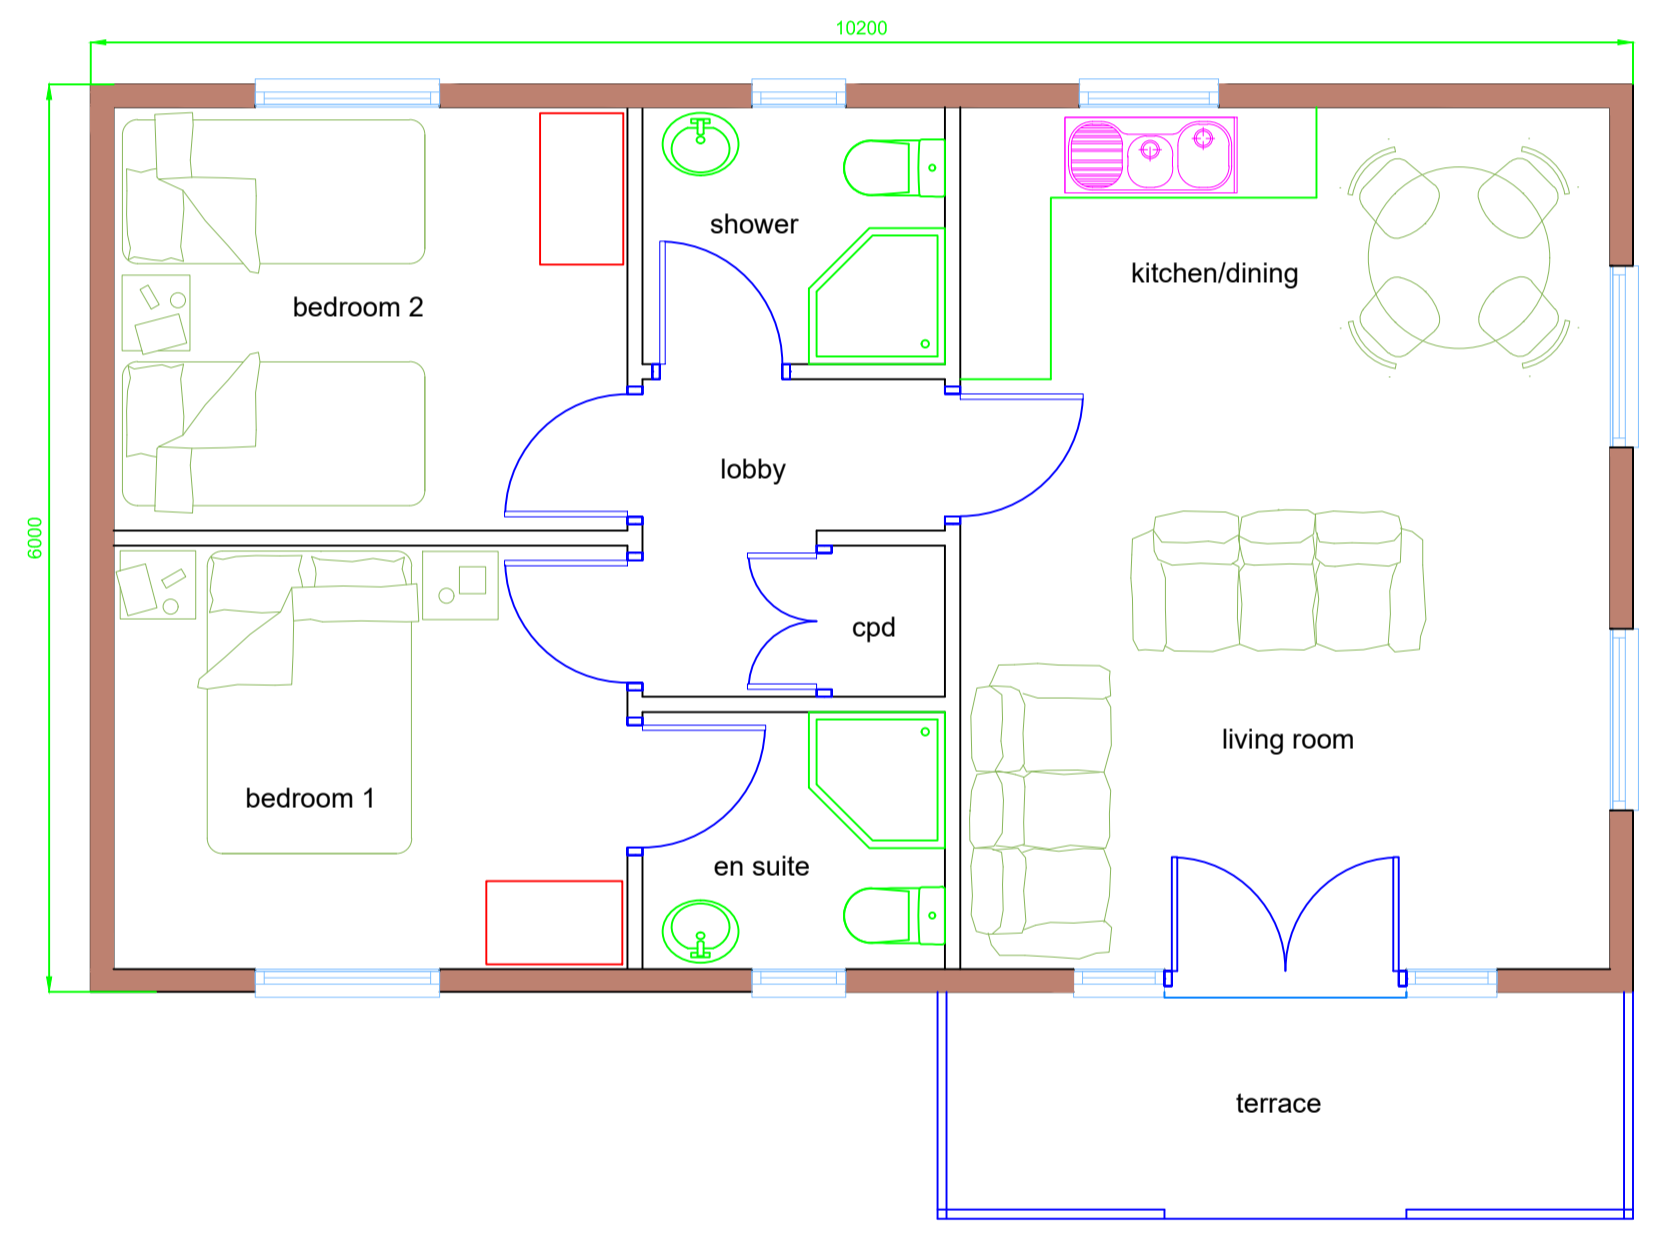 10200
shower
kitchen/dining
bedroom 2
lobby
6000
cpd
living room
bedroom 1
en suite
terrace